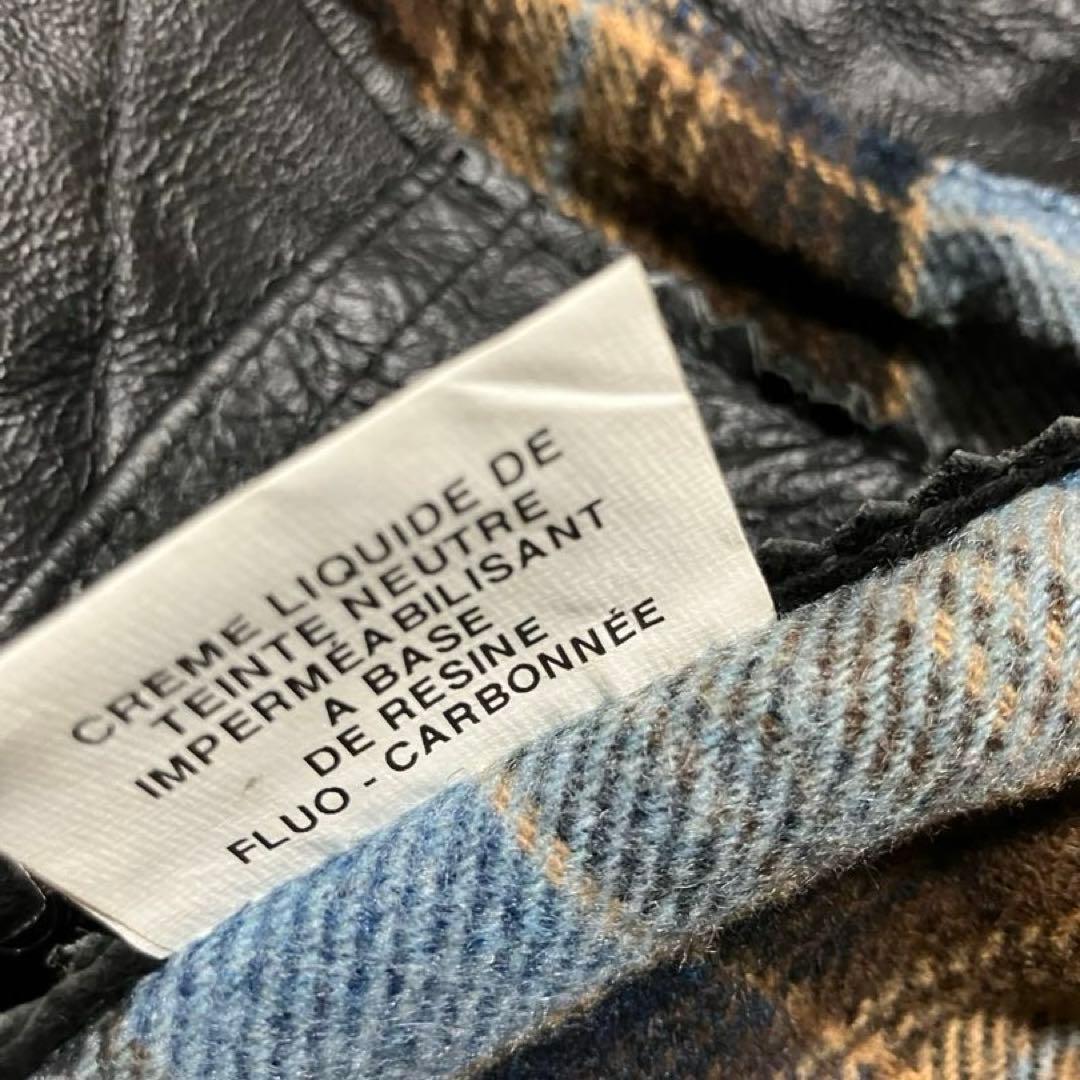 CREME LIQUIDE DE
TEINTE NEUTRE
IMPERMÉABILISANT
A BASE
DE RESINE
FLUO - CARBONNÉE